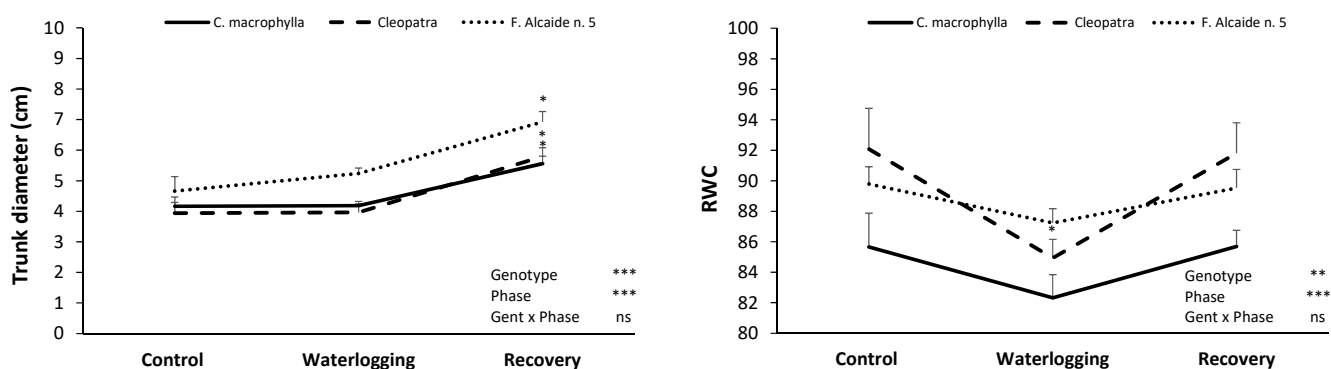 C. macrophylla Cleopatra F. Alcaide n. 5
Trunk diameter (cm)
10
9
8
7
6
5
4
3
2
1
0
*
*
*
Genotype ***
Phase ***
Gent x Phase ns
Control Waterlogging Recovery
C. macrophylla Cleopatra F. Alcaide n. 5
RWC
100
98
96
94
92
90
88
86
84
82
80
*
Genotype **
Phase ***
Gent x Phase ns
Control Waterlogging Recovery